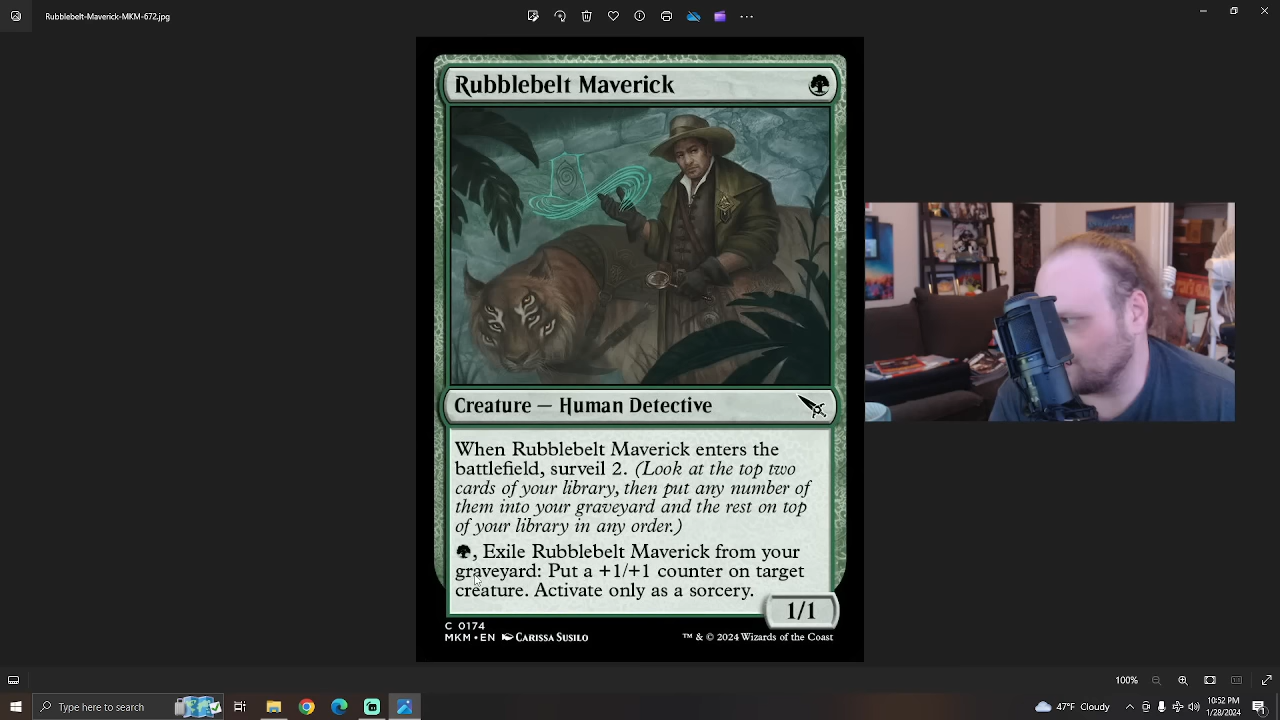 Rubblebelt-Maverick-MKM-672.jpg
Rubblebelt Maverick
Creature — Human Detective
When Rubblebelt Maverick enters the
battlefield, surveil 2. (Look at the top two
cards of your library, then put any number of
them into your graveyard and the rest on top
of your library in any order.)
, Exile Rubblebelt Maverick from your
graveyard: Put a +1/+1 counter on target
creature. Activate only as a sorcery.
1/1
C 0174
MKM • EN CARISSA SUSILO
™ & © 2024 Wizards of the Coast
100%
Type here to search
47°F
10:52 PM
1/28/2024